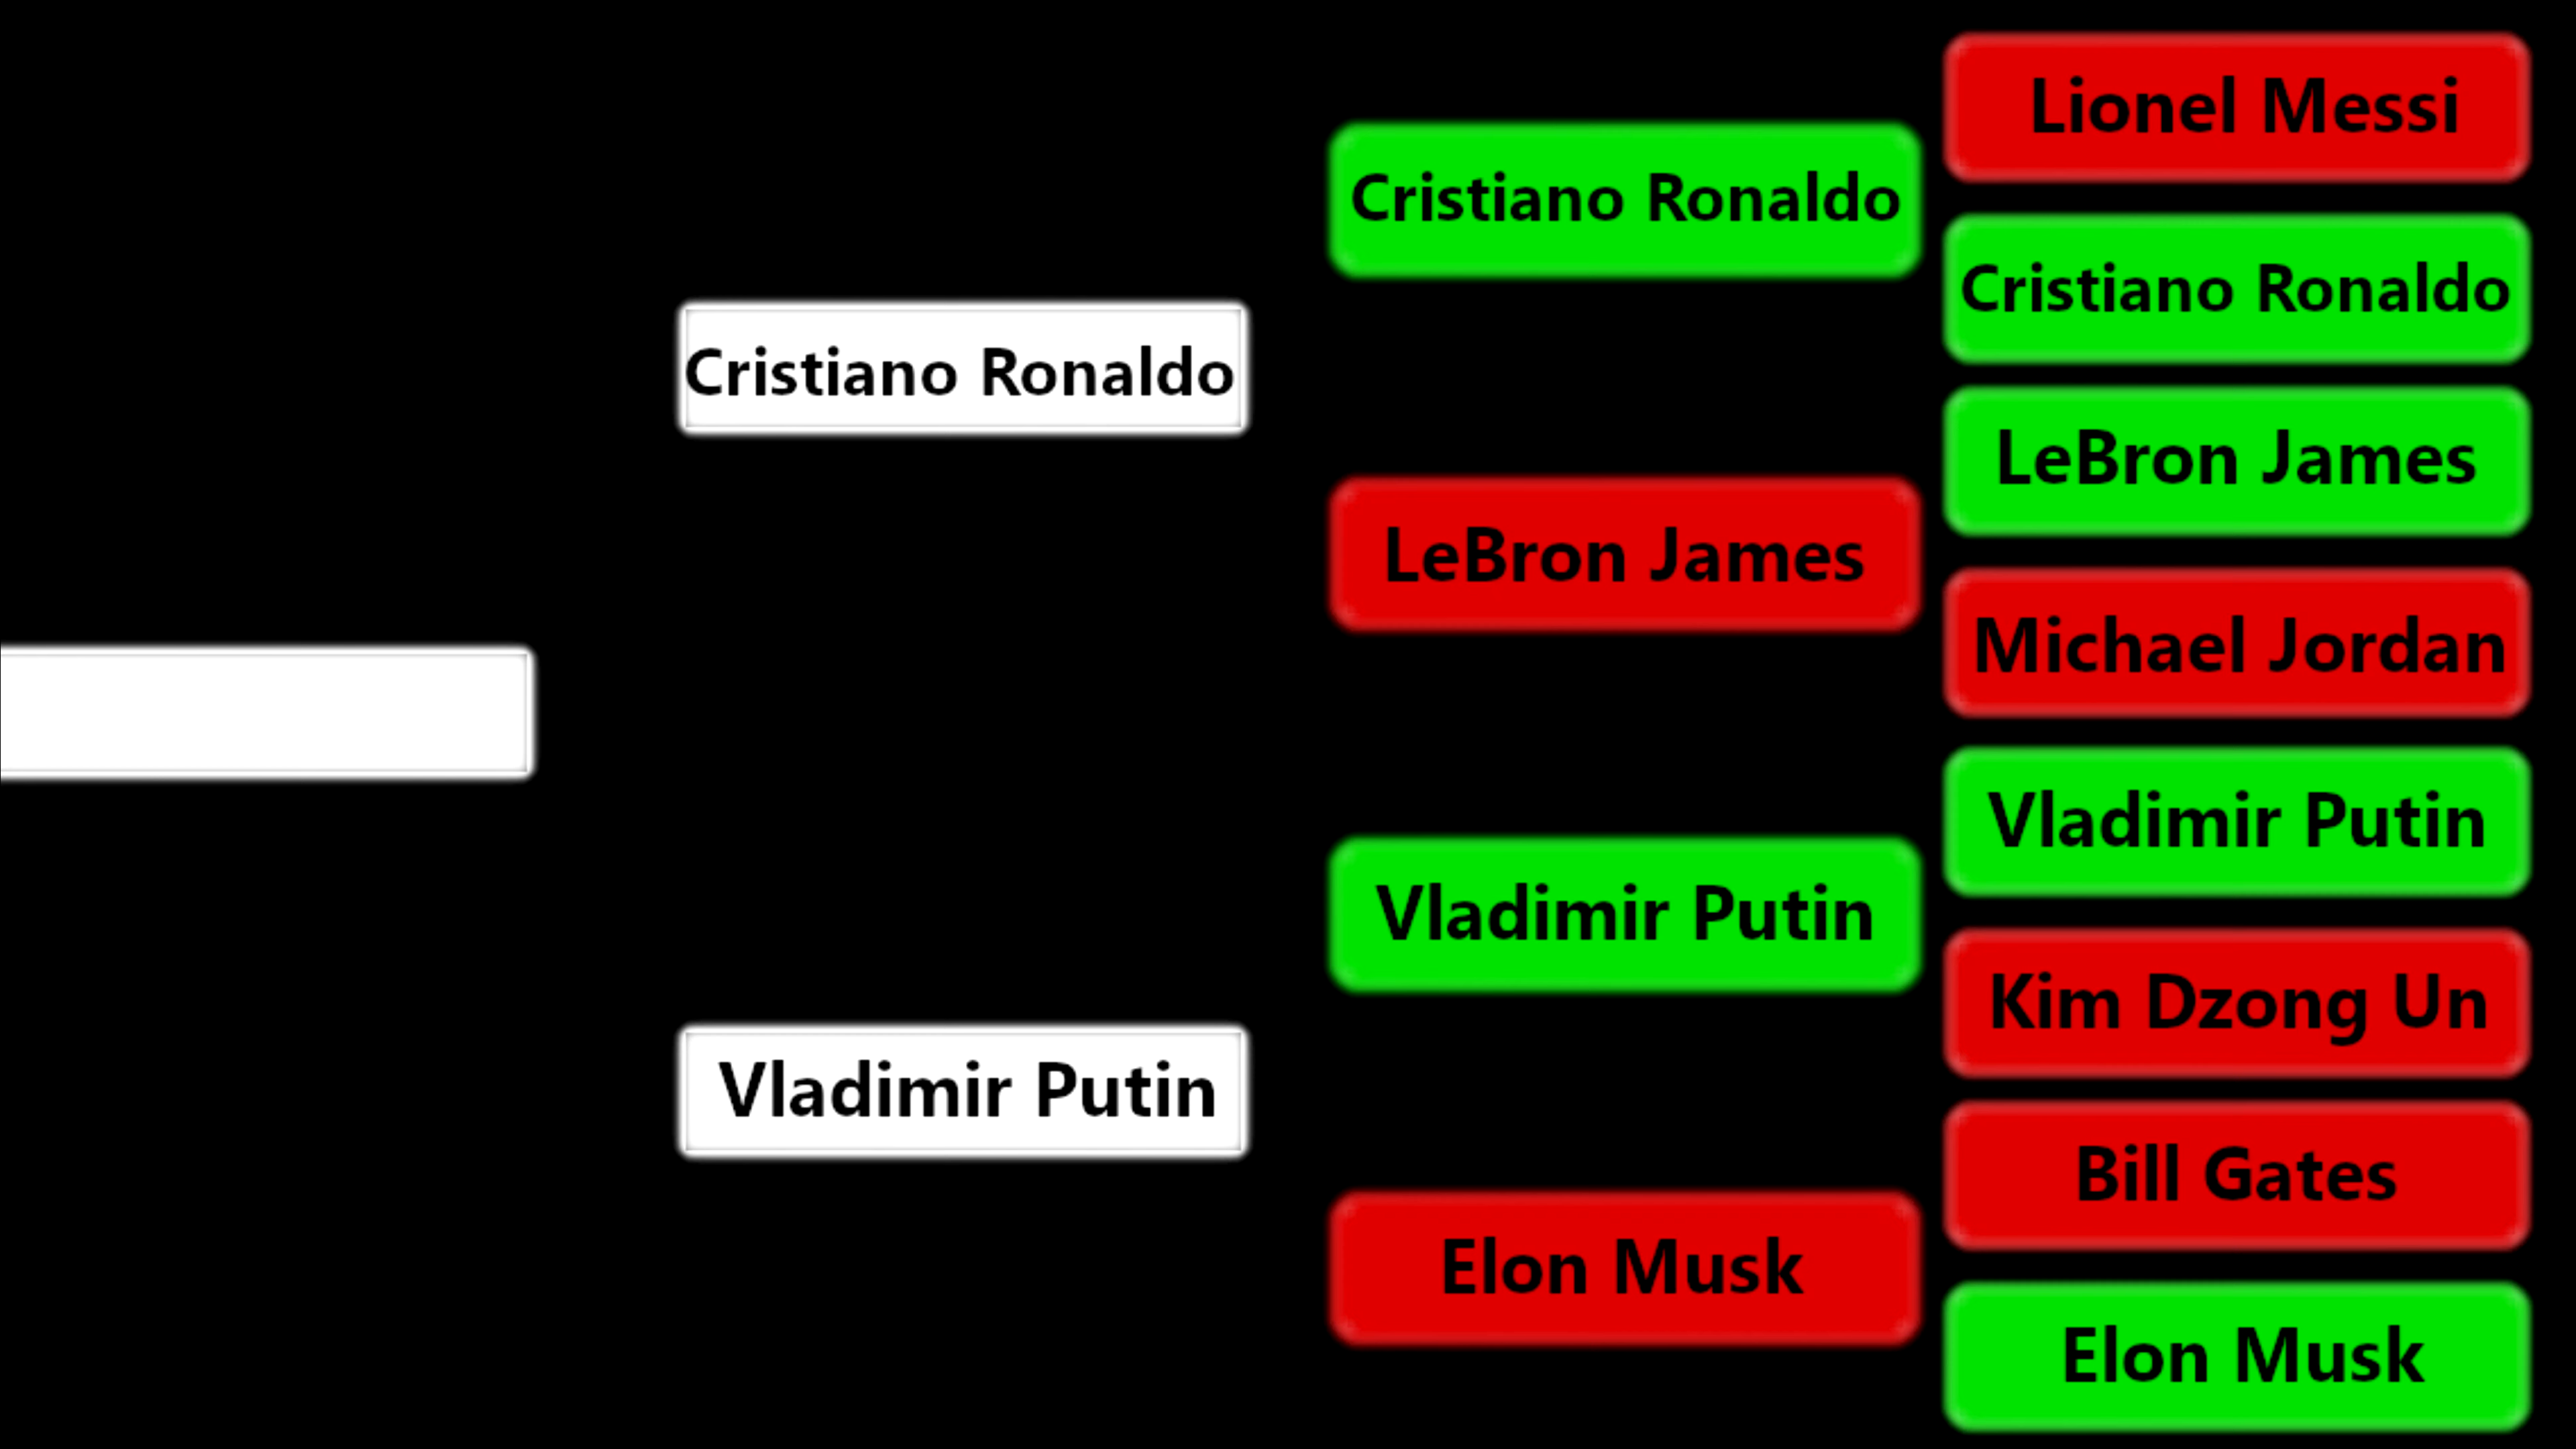 Lionel Messi
Cristiano Ronaldo
Cristiano Ronaldo
Cristiano Ronaldo
LeBron James
LeBron James
Michael Jordan
Vladimir Putin
Vladimir Putin
Kim Dzong Un
Vladimir Putin
Bill Gates
Elon Musk
Elon Musk